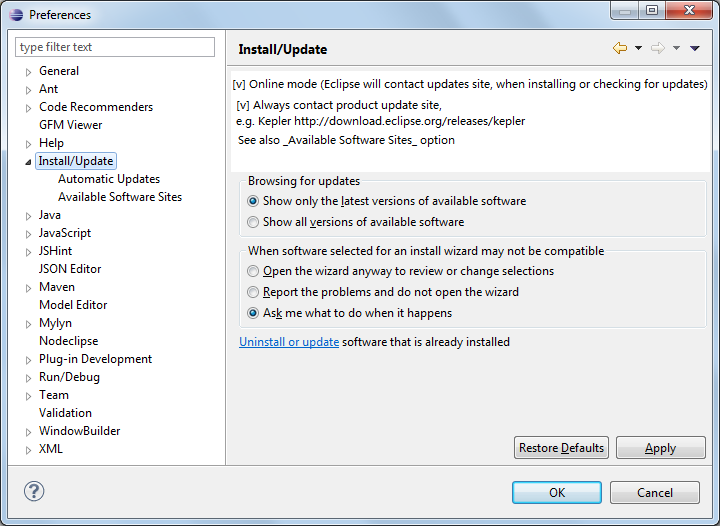 Preferences
type filter text
General
Ant
Code Recommenders
GFM Viewer
Help
Install/Update
Automatic Updates
Available Software Sites
Java
JavaScript
JSHint
JSON Editor
Maven
Model Editor
Mylyn
Nodeclipse
Plug-in Development
Run/Debug
Team
Validation
WindowBuilder
XML
Install/Update
[v] Online mode (Eclipse will contact updates site, when installing or checking for updates)
[v] Always contact product update site,
e.g. Kepler http://download.eclipse.org/releases/kepler
See also _Available Software Sites_ option
Browsing for updates
Show only the latest versions of available software
Show all versions of available software
When software selected for an install wizard may not be compatible
Open the wizard anyway to review or change selections
Report the problems and do not open the wizard
Ask me what to do when it happens
Uninstall or update software that is already installed
Restore Defaults
Apply
?
OK
Cancel